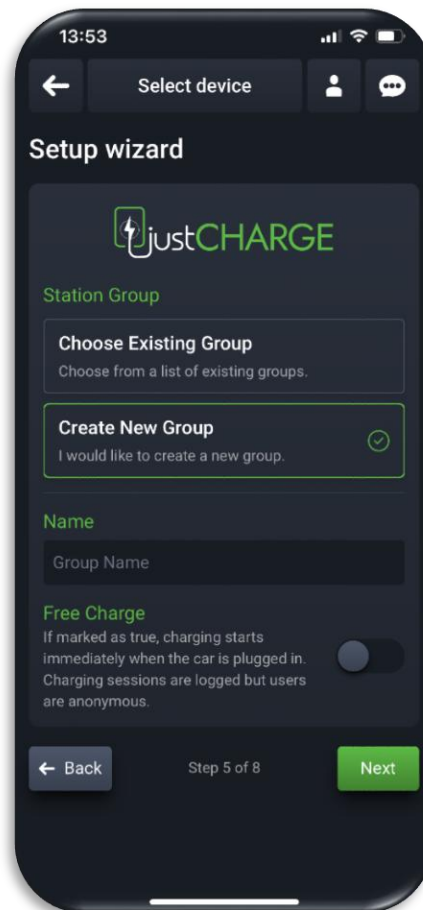 13:53
Select device
Setup wizard
justCHARGE
Station Group
Choose Existing Group
Choose from a list of existing groups.
Create New Group
I would like to create a new group.
Name
Group Name
Free Charge
If marked as true, charging starts
immediately when the car is plugged in.
Charging sessions are logged but users
are anonymous.
Back
Step 5 of 8
Next